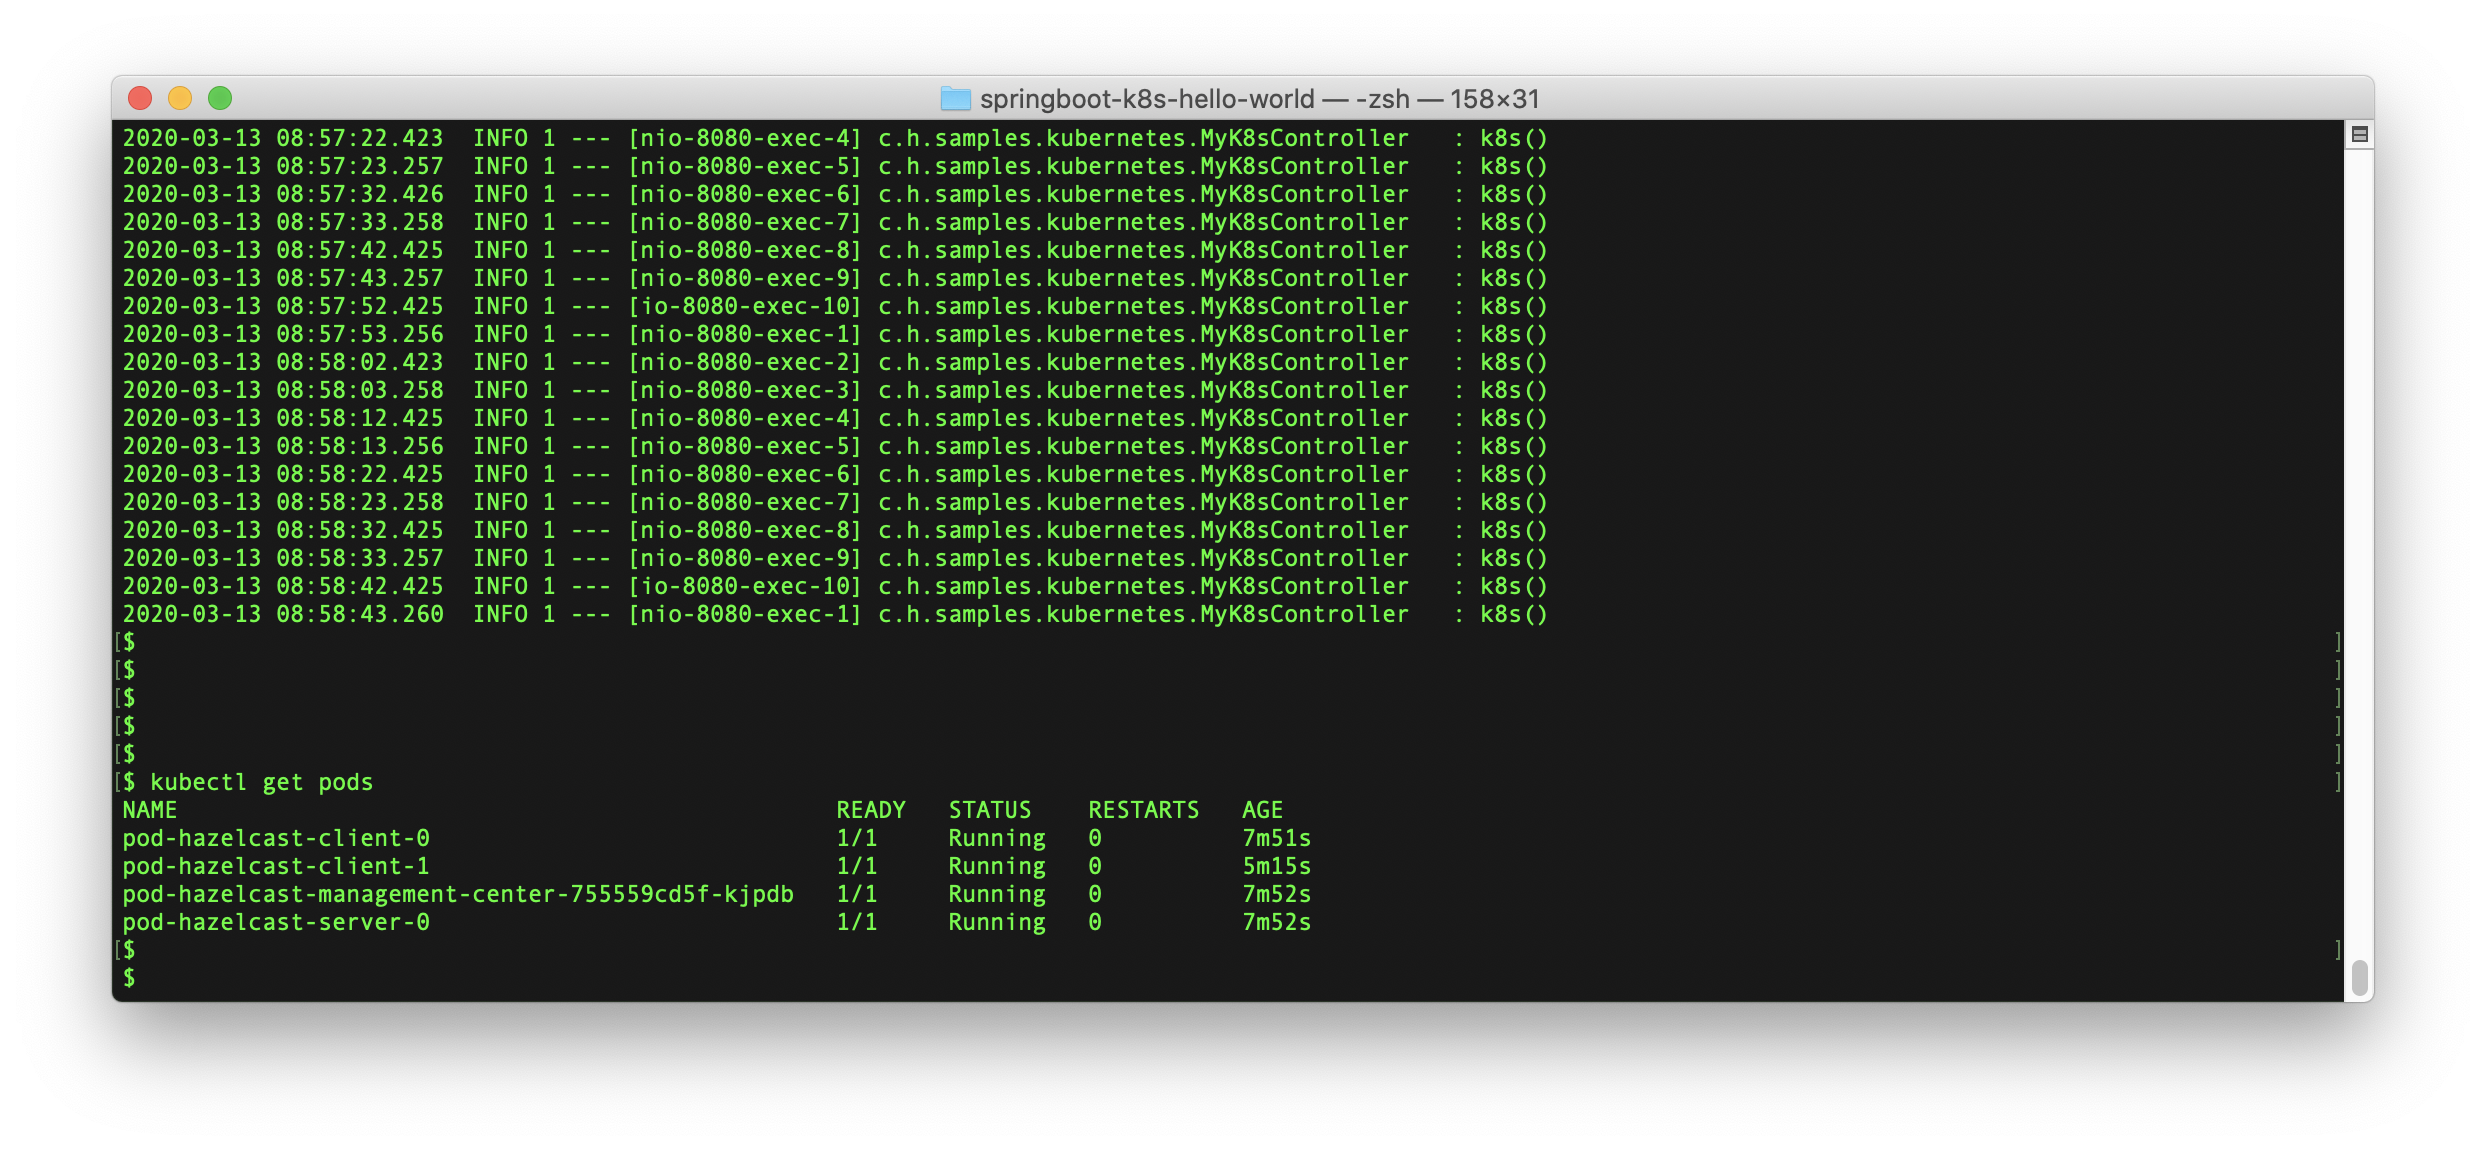 springboot-k8s-hello-world — -zsh — 158×31
2020-03-13 08:57:22.423  INFO 1 --- [nio-8080-exec-4] c.h.samples.kubernetes.MyK8sController   : k8s()
2020-03-13 08:57:23.257  INFO 1 --- [nio-8080-exec-5] c.h.samples.kubernetes.MyK8sController   : k8s()
2020-03-13 08:57:32.426  INFO 1 --- [nio-8080-exec-6] c.h.samples.kubernetes.MyK8sController   : k8s()
2020-03-13 08:57:33.258  INFO 1 --- [nio-8080-exec-7] c.h.samples.kubernetes.MyK8sController   : k8s()
2020-03-13 08:57:42.425  INFO 1 --- [nio-8080-exec-8] c.h.samples.kubernetes.MyK8sController   : k8s()
2020-03-13 08:57:43.257  INFO 1 --- [nio-8080-exec-9] c.h.samples.kubernetes.MyK8sController   : k8s()
2020-03-13 08:57:52.425  INFO 1 --- [io-8080-exec-10] c.h.samples.kubernetes.MyK8sController   : k8s()
2020-03-13 08:57:53.256  INFO 1 --- [nio-8080-exec-1] c.h.samples.kubernetes.MyK8sController   : k8s()
2020-03-13 08:58:02.423  INFO 1 --- [nio-8080-exec-2] c.h.samples.kubernetes.MyK8sController   : k8s()
2020-03-13 08:58:03.258  INFO 1 --- [nio-8080-exec-3] c.h.samples.kubernetes.MyK8sController   : k8s()
2020-03-13 08:58:12.425  INFO 1 --- [nio-8080-exec-4] c.h.samples.kubernetes.MyK8sController   : k8s()
2020-03-13 08:58:13.256  INFO 1 --- [nio-8080-exec-5] c.h.samples.kubernetes.MyK8sController   : k8s()
2020-03-13 08:58:22.425  INFO 1 --- [nio-8080-exec-6] c.h.samples.kubernetes.MyK8sController   : k8s()
2020-03-13 08:58:23.258  INFO 1 --- [nio-8080-exec-7] c.h.samples.kubernetes.MyK8sController   : k8s()
2020-03-13 08:58:32.425  INFO 1 --- [nio-8080-exec-8] c.h.samples.kubernetes.MyK8sController   : k8s()
2020-03-13 08:58:33.257  INFO 1 --- [nio-8080-exec-9] c.h.samples.kubernetes.MyK8sController   : k8s()
2020-03-13 08:58:42.425  INFO 1 --- [io-8080-exec-10] c.h.samples.kubernetes.MyK8sController   : k8s()
2020-03-13 08:58:43.260  INFO 1 --- [nio-8080-exec-1] c.h.samples.kubernetes.MyK8sController   : k8s()
[$ ]
[$ ]
[$ ]
[$ ]
[$ ]
[$ kubectl get pods ]
NAME READY STATUS RESTARTS AGE
pod-hazelcast-client-0 1/1 Running 0 7m51s
pod-hazelcast-client-1 1/1 Running 0 5m15s
pod-hazelcast-management-center-755559cd5f-kjpdb 1/1 Running 0 7m52s
pod-hazelcast-server-0 1/1 Running 0 7m52s
[$ ]
$